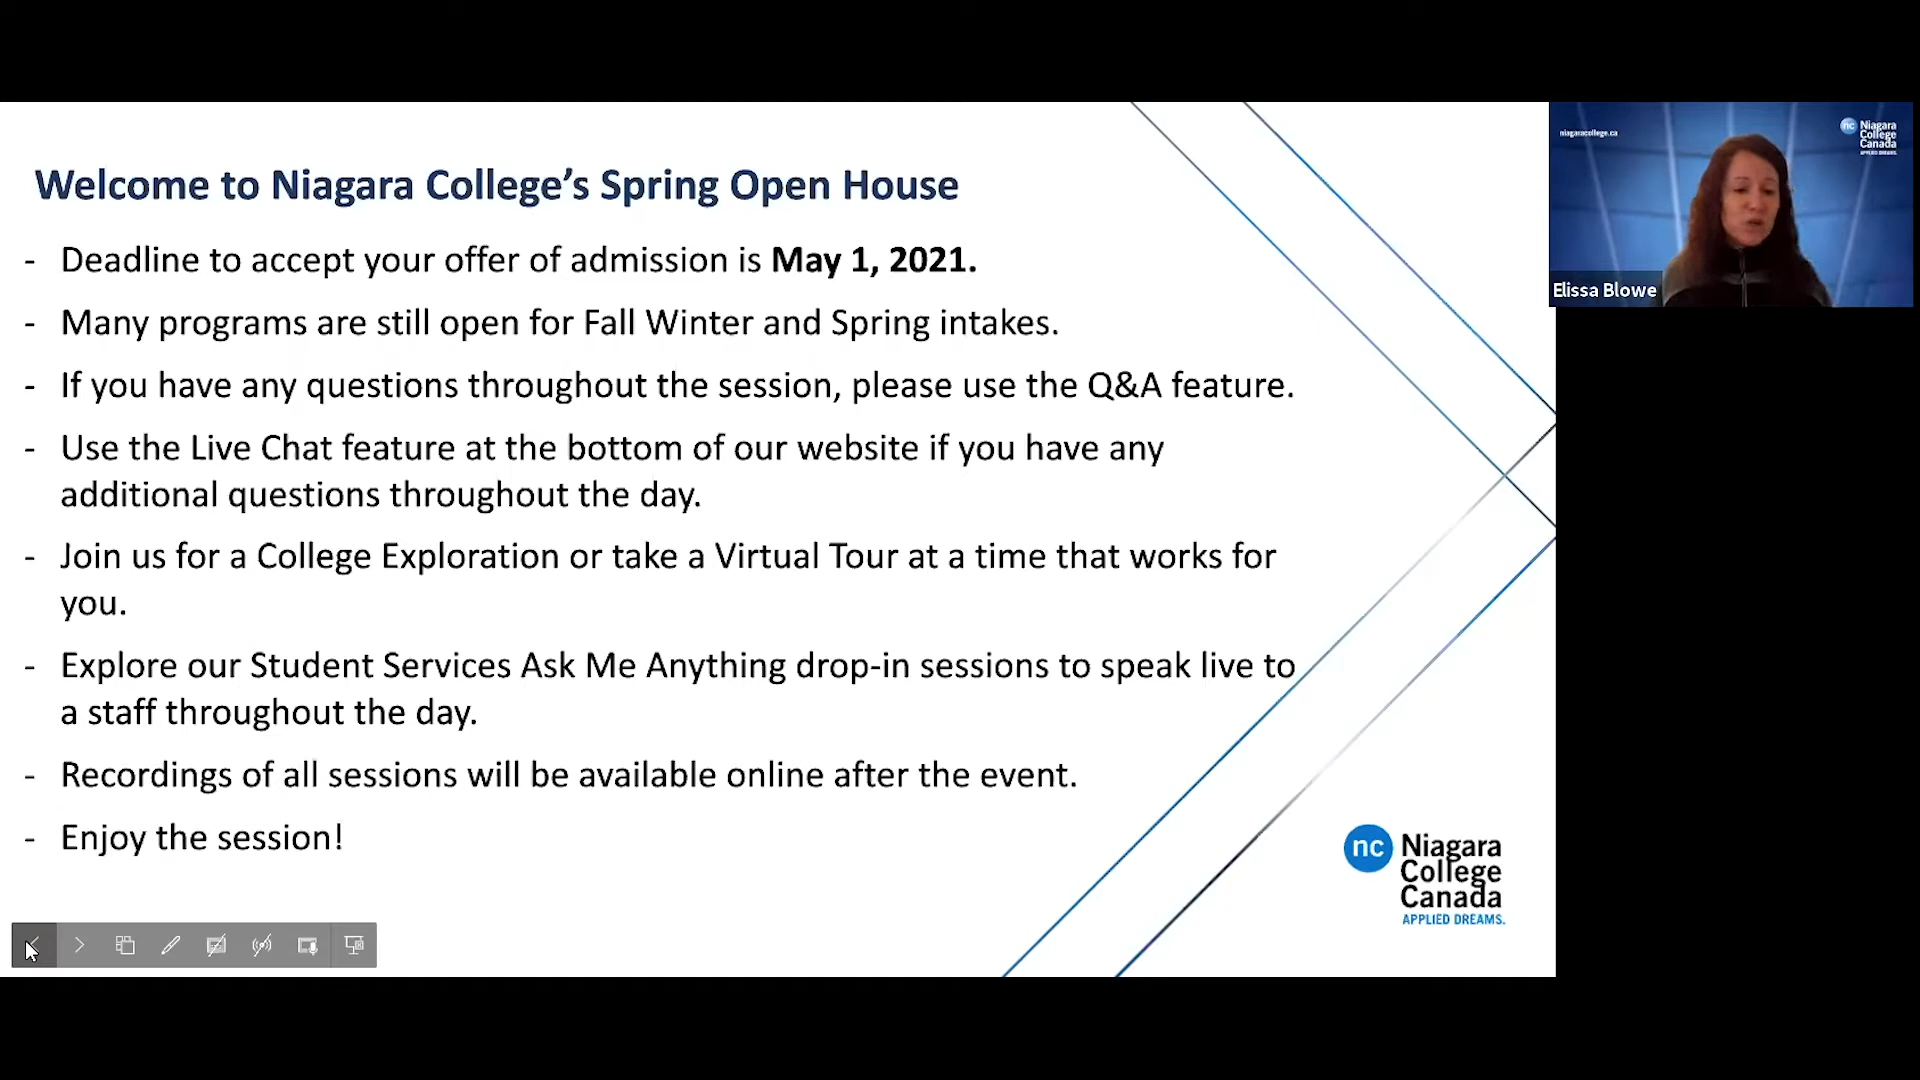 Welcome to Niagara College's Spring Open House
- Deadline to accept your offer of admission is May 1, 2021.
- Many programs are still open for Fall Winter and Spring intakes.
- If you have any questions throughout the session, please use the Q&A feature.
- Use the Live Chat feature at the bottom of our website if you have any
additional questions throughout the day.
- Join us for a College Exploration or take a Virtual Tour at a time that works for
you.
- Explore our Student Services Ask Me Anything drop-in sessions to speak live to
a staff throughout the day.
- Recordings of all sessions will be available online after the event.
- Enjoy the session!
nc Niagara
College
Canada
APPLIED DREAMS.
niagaracollege.ca
nc Niagara
College
Canada
APPLIED DREAMS.
Elissa Blowe